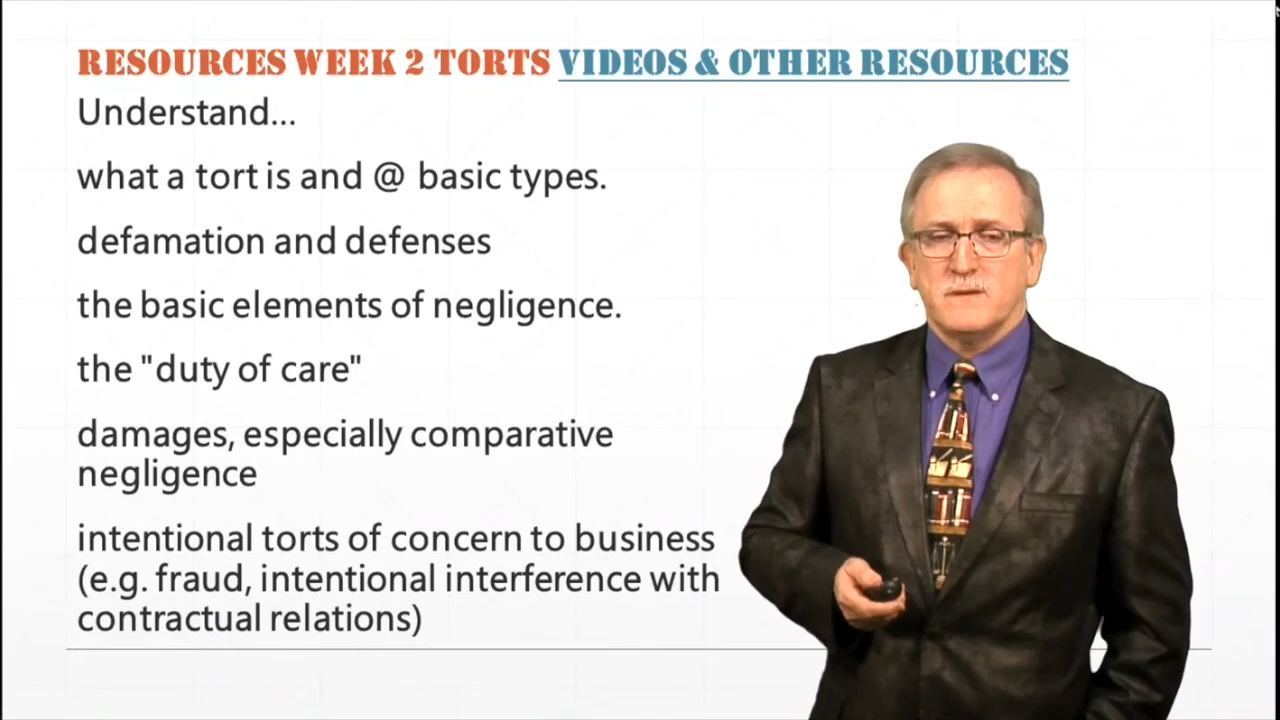 RESOURCES WEEK 2 TORTS VIDEOS & OTHER RESOURCES
Understand...
what a tort is and @ basic types.
defamation and defenses
the basic elements of negligence.
the "duty of care"
damages, especially comparative
negligence
intentional torts of concern to business
(e.g. fraud, intentional interference with
contractual relations)